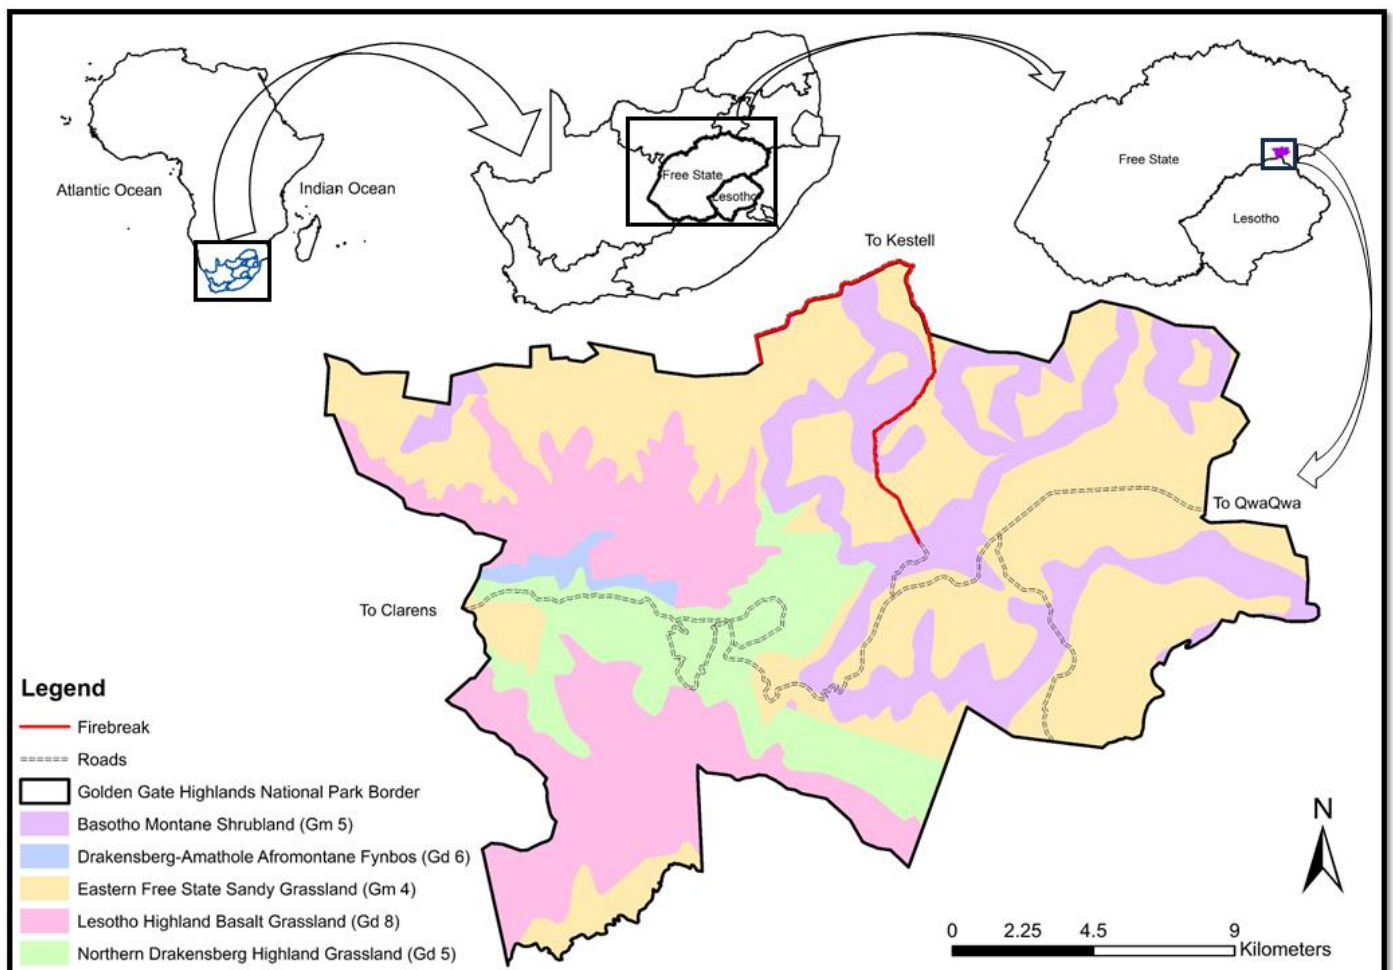 Atlantic Ocean
Indian Ocean
Free State
Lesotho
Free State
Lesotho
To Kestell
To QwaQwa
To Clarens
Legend
Firebreak
Roads
Golden Gate Highlands National Park Border
Basotho Montane Shrubland (Gm 5)
Drakensberg-Amathole Afromontane Fynbos (Gd 6)
Eastern Free State Sandy Grassland (Gm 4)
Lesotho Highland Basalt Grassland (Gd 8)
Northern Drakensberg Highland Grassland (Gd 5)
N
0 2.25 4.5 9
Kilometers